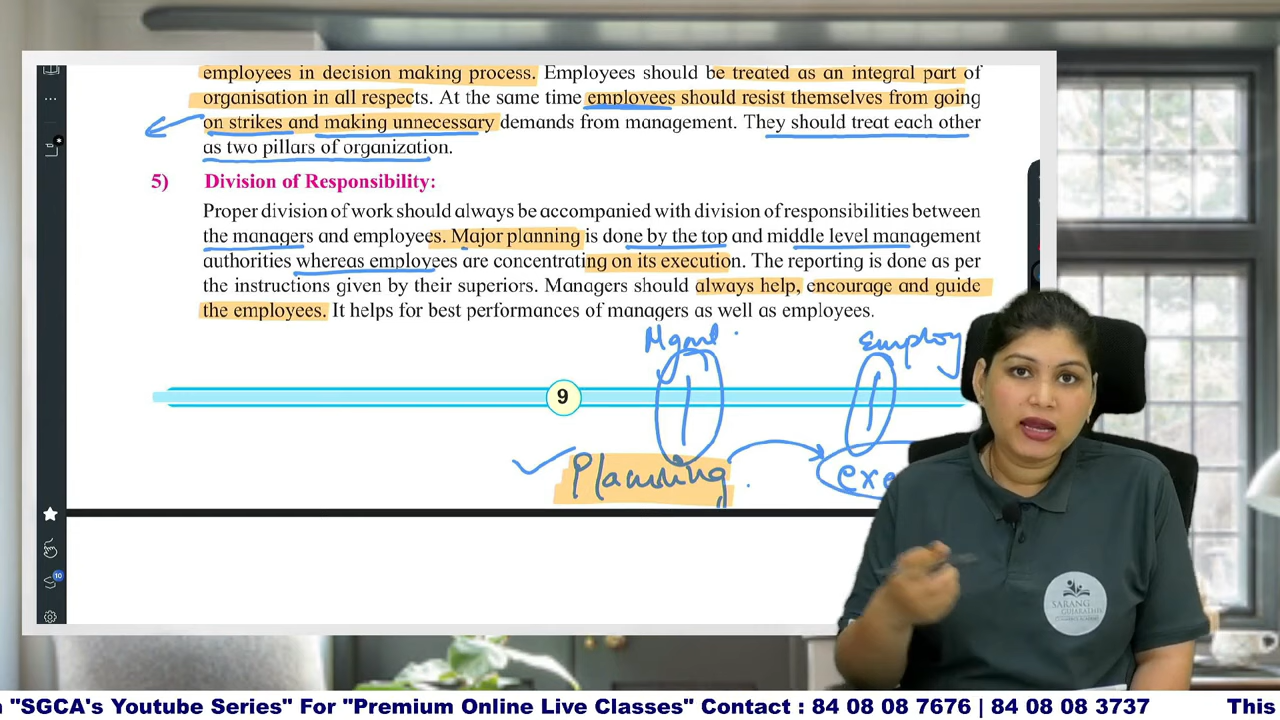 employees in decision making process. Employees should be treated as an integral part of
organisation in all respects. At the same time employees should resist themselves from going
on strikes and making unnecessary demands from management. They should treat each other
as two pillars of organization.
5) Division of Responsibility:
Proper division of work should always be accompanied with division of responsibilities between
the managers and employees. Major planning is done by the top and middle level management
authorities whereas employees are concentrating on its execution. The reporting is done as per
the instructions given by their superiors. Managers should always help, encourage and guide
the employees. It helps for best performances of managers as well as employees.
Mgmt. Employ
9
Planning. exe
10
SARANG
n "SGCA's Youtube Series" For "Premium Online Live Classes" Contact : 84 08 08 7676 | 84 08 08 3737 This